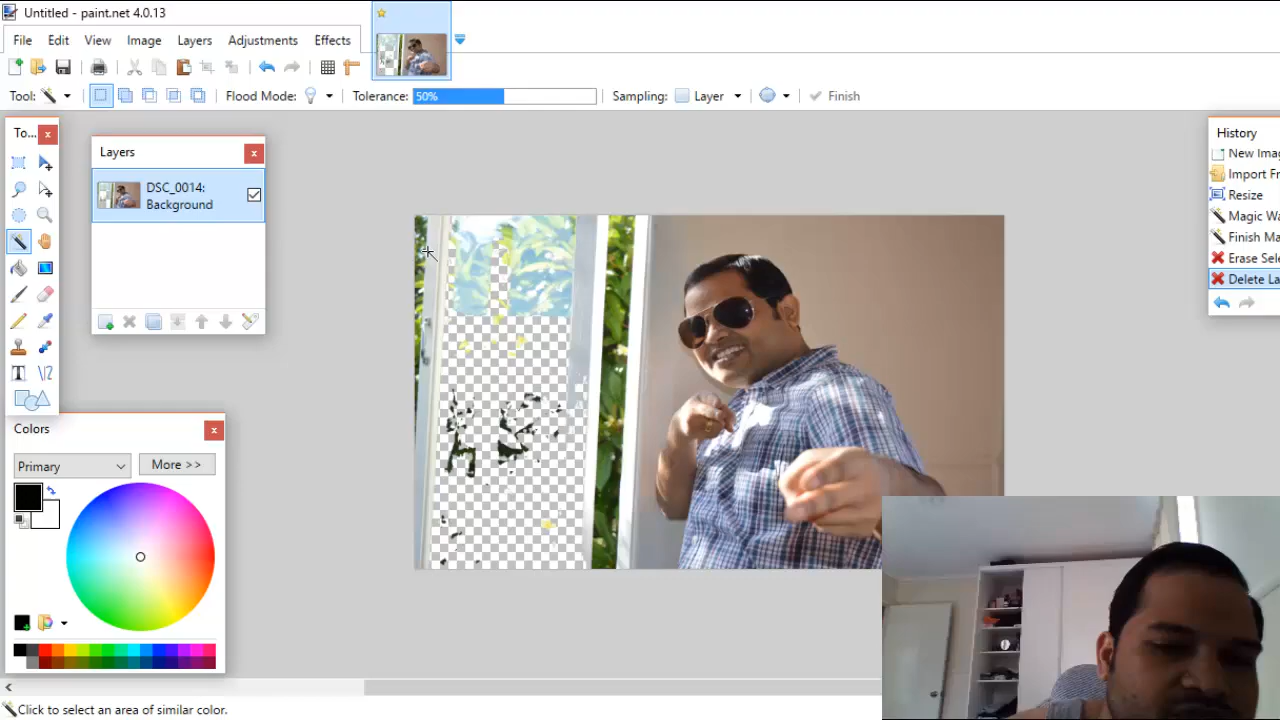 Untitled - paint.net 4.0.13
File Edit View Image Layers Adjustments Effects
Tool: Flood Mode: Tolerance: 50% Sampling: Layer Finish
To... x
Layers x
DSC_0014:
Background
History
New Imag
Import Fr
Resize
Magic Wa
Finish Ma
Erase Sele
Delete La
Colors x
Primary More >>
Click to select an area of similar color.